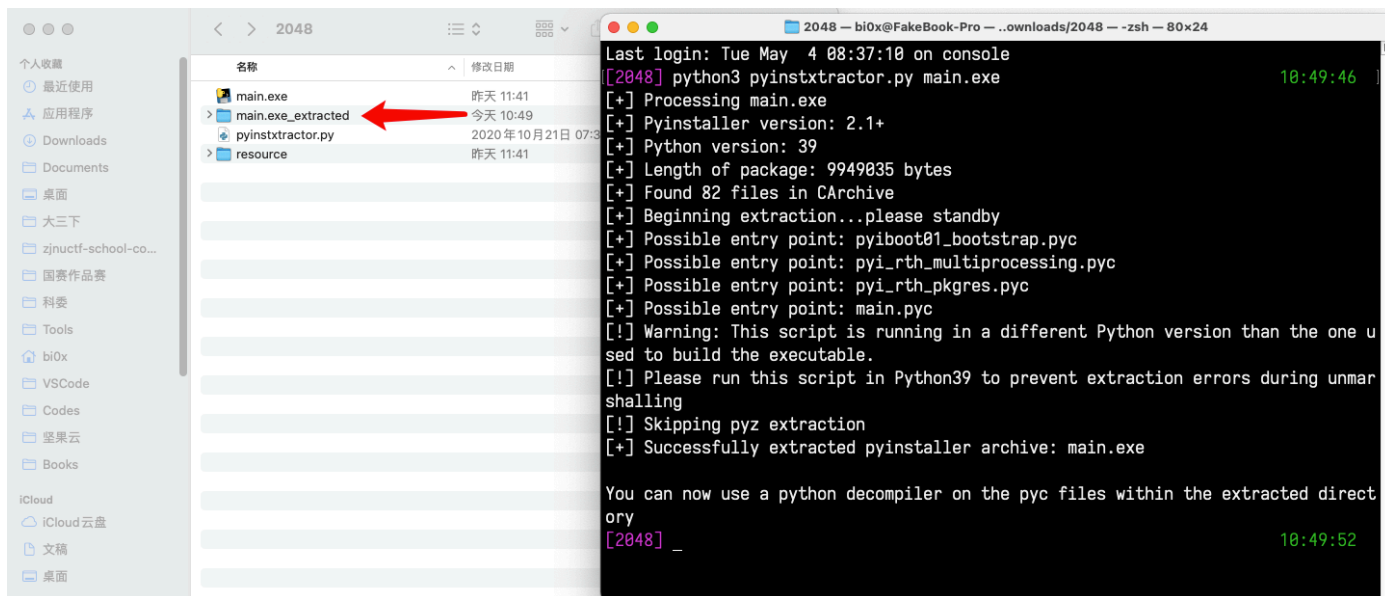 2048
个人收藏
最近使用
应用程序
Downloads
Documents
桌面
大三下
zjnuctf-school-co...
国赛作品赛
科委
Tools
bi0x
VSCode
Codes
坚果云
Books
iCloud
iCloud云盘
文稿
桌面
名称 修改日期
main.exe 昨天 11:41
main.exe_extracted 今天 10:49
pyinstxtractor.py 2020年10月21日 07:3
resource 昨天 11:41
2048 — bi0x@FakeBook-Pro — ..ownloads/2048 — -zsh — 80×24
Last login: Tue May  4 08:37:10 on console
[[2048] python3 pyinstxtractor.py main.exe 10:49:46 ]
[+] Processing main.exe
[+] Pyinstaller version: 2.1+
[+] Python version: 39
[+] Length of package: 9949035 bytes
[+] Found 82 files in CArchive
[+] Beginning extraction...please standby
[+] Possible entry point: pyiboot01_bootstrap.pyc
[+] Possible entry point: pyi_rth_multiprocessing.pyc
[+] Possible entry point: pyi_rth_pkgres.pyc
[+] Possible entry point: main.pyc
[!] Warning: This script is running in a different Python version than the one u
sed to build the executable.
[!] Please run this script in Python39 to prevent extraction errors during unmar
shalling
[!] Skipping pyz extraction
[+] Successfully extracted pyinstaller archive: main.exe
You can now use a python decompiler on the pyc files within the extracted direct
ory
[2048] _ 10:49:52